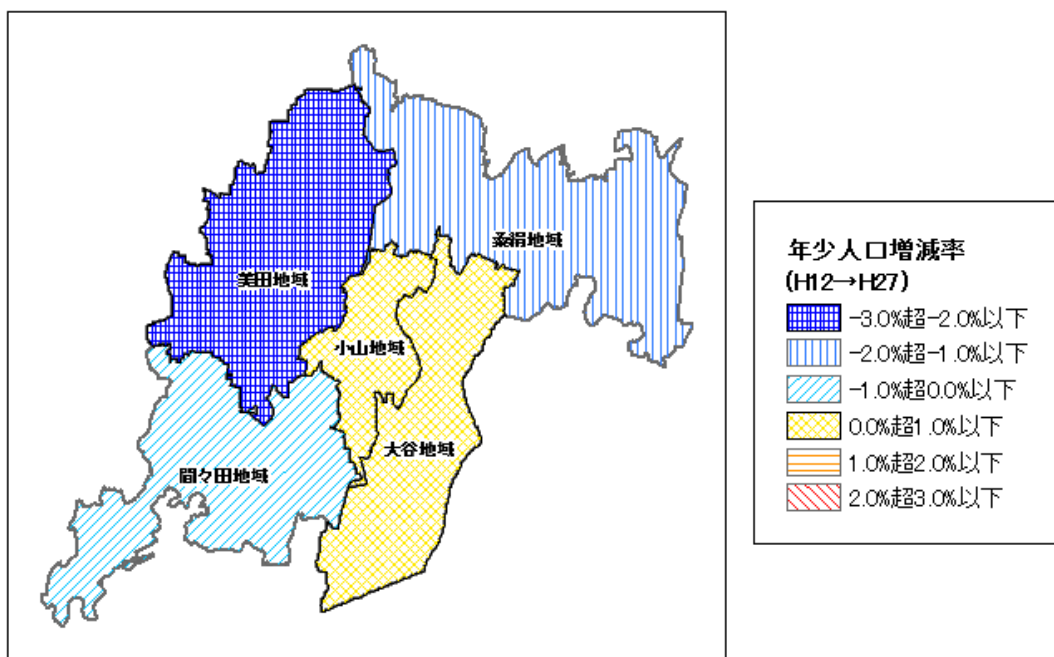 桑絹地域
美田地域
小山地域
大谷地域
間々田地域
年少人口増減率
(H12→H27)
-3.0%超-2.0%以下
-2.0%超-1.0%以下
-1.0%超0.0%以下
0.0%超1.0%以下
1.0%超2.0%以下
2.0%超3.0%以下